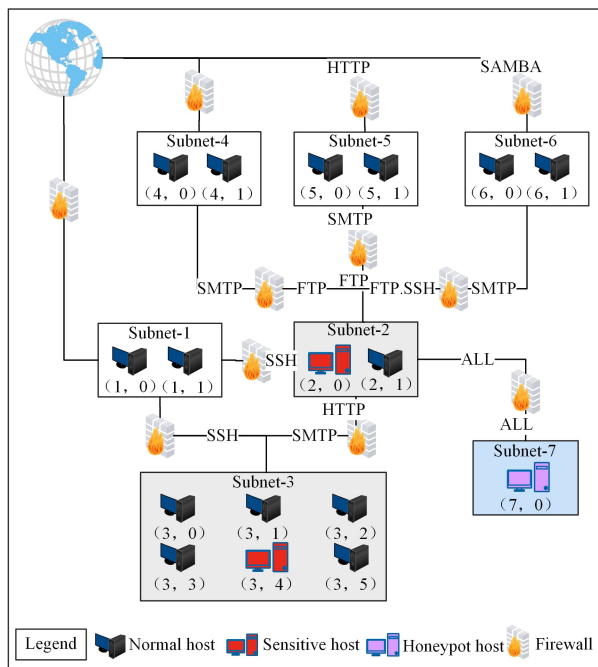 HTTP
SAMBA
Subnet-4
(4, 0) (4, 1)
Subnet-5
(5, 0) (5, 1)
Subnet-6
(6, 0) (6, 1)
SMTP
FTP
SMTP
FTP
FTP.SSH
SMTP
Subnet-1
(1, 0) (1, 1)
SSH
Subnet-2
(2, 0) (2, 1)
ALL
HTTP
ALL
SSH
SMTP
Subnet-7
(7, 0)
Subnet-3
(3, 0) (3, 1) (3, 2)
(3, 3) (3, 4) (3, 5)
Legend
Normal host
Sensitive host
Honeypot host
Firewall